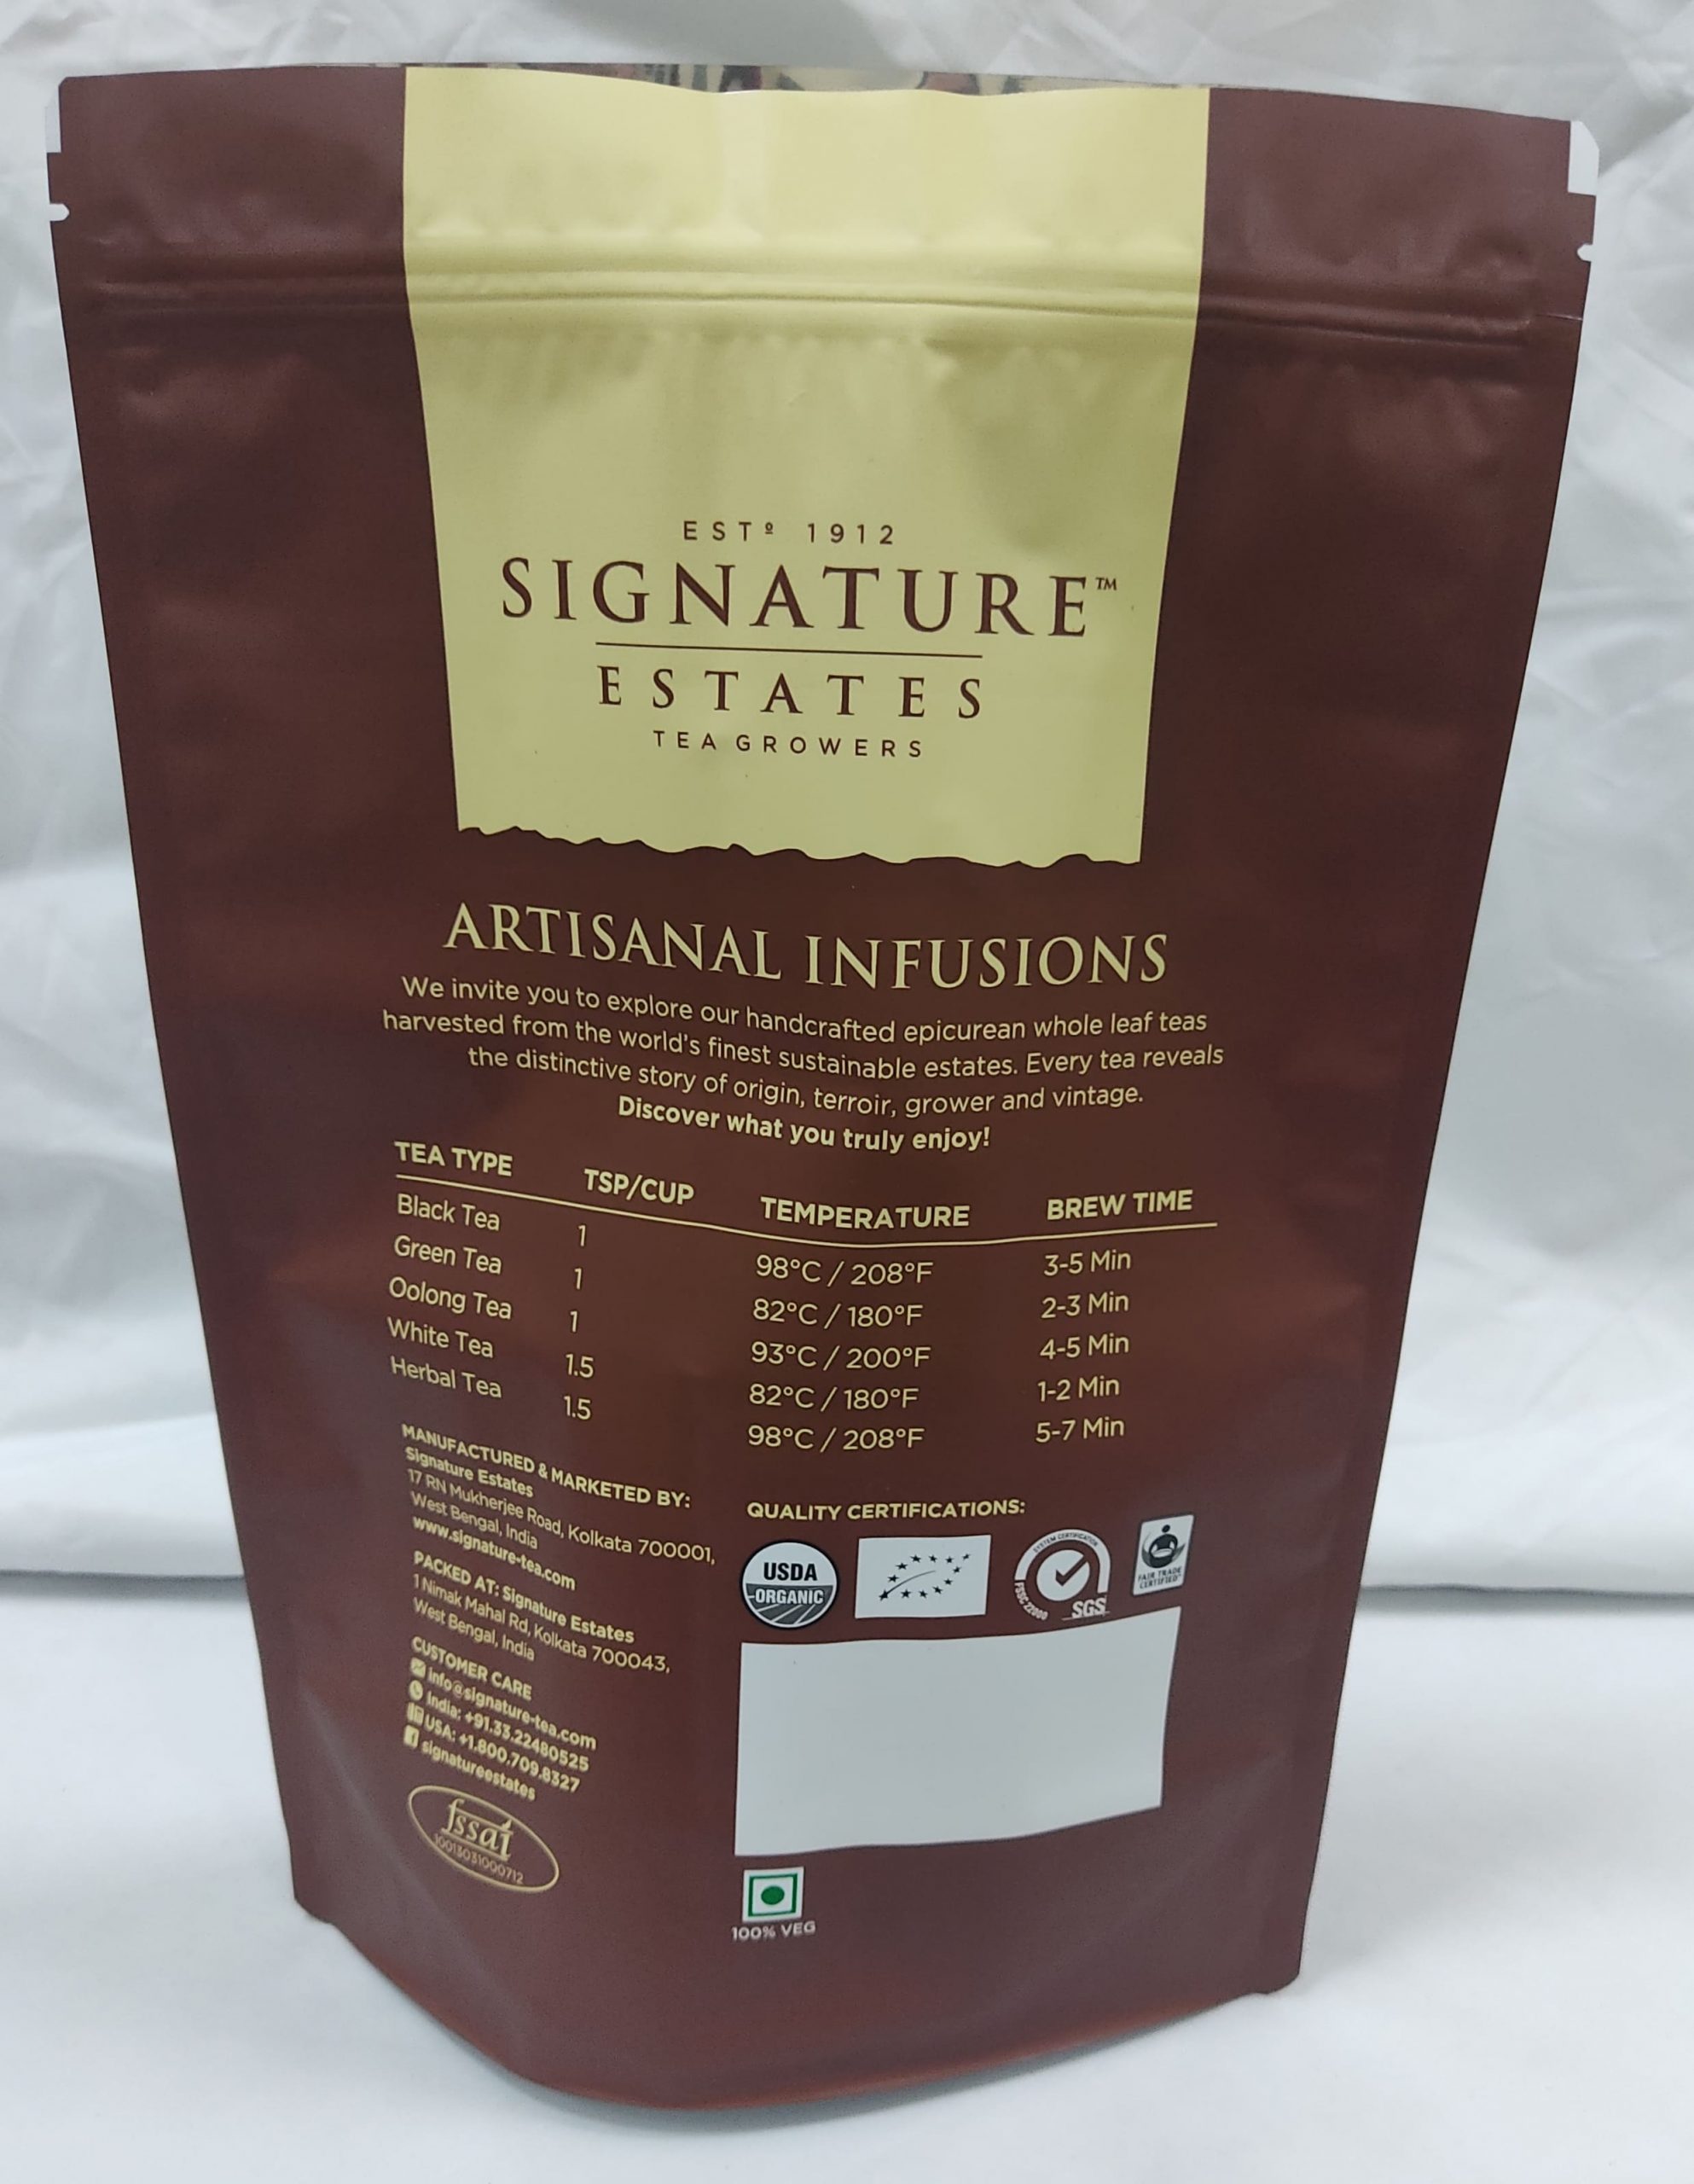 ESTº 1912
SIGNATURE™
ESTATES
TEA GROWERS
ARTISANAL INFUSIONS
We invite you to explore our handcrafted epicurean whole leaf teas
harvested from the world's finest sustainable estates. Every tea reveals
the distinctive story of origin, terroir, grower and vintage.
Discover what you truly enjoy!
TEA TYPE TSP/CUP TEMPERATURE BREW TIME
Black Tea 1 98°C / 208°F 3-5 Min
Green Tea 1 82°C / 180°F 2-3 Min
Oolong Tea 1 93°C / 200°F 4-5 Min
White Tea 1.5 82°C / 180°F 1-2 Min
Herbal Tea 1.5 98°C / 208°F 5-7 Min
MANUFACTURED & MARKETED BY:
Signature Estates
17 RN Mukherjee Road, Kolkata 700001,
West Bengal, India
www.signature-tea.com
PACKED AT: Signature Estates
1 Nimak Mahal Rd, Kolkata 700043,
West Bengal, India
CUSTOMER CARE
info@signature-tea.com
India: +91.33.22480525
USA: +1.800.709.8327
signatureestates
fssai
10013031000712
QUALITY CERTIFICATIONS:
USDA
ORGANIC
SYSTEM CERTIFICATION
FSSC 22000
SGS
FAIR TRADE
CERTIFIED™
100% VEG